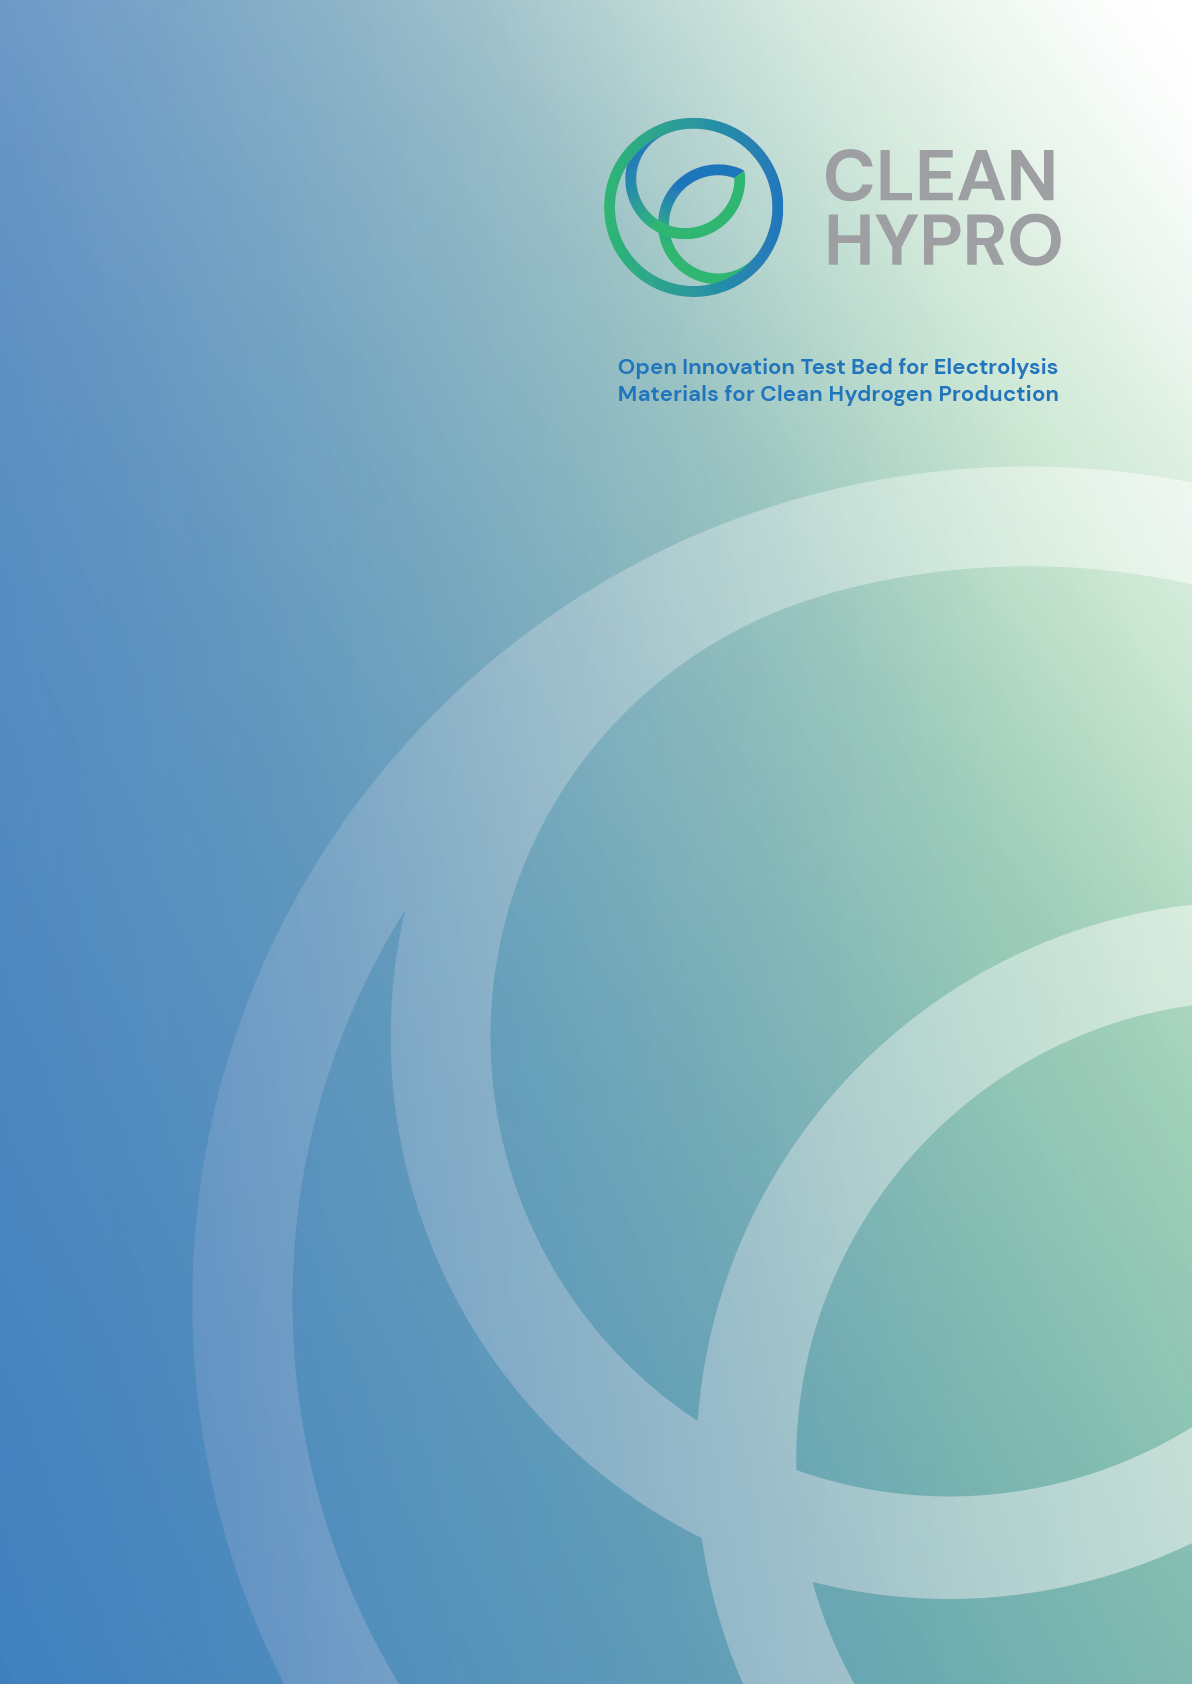 CLEAN
HYPRO
Open Innovation Test Bed for Electrolysis
Materials for Clean Hydrogen Production